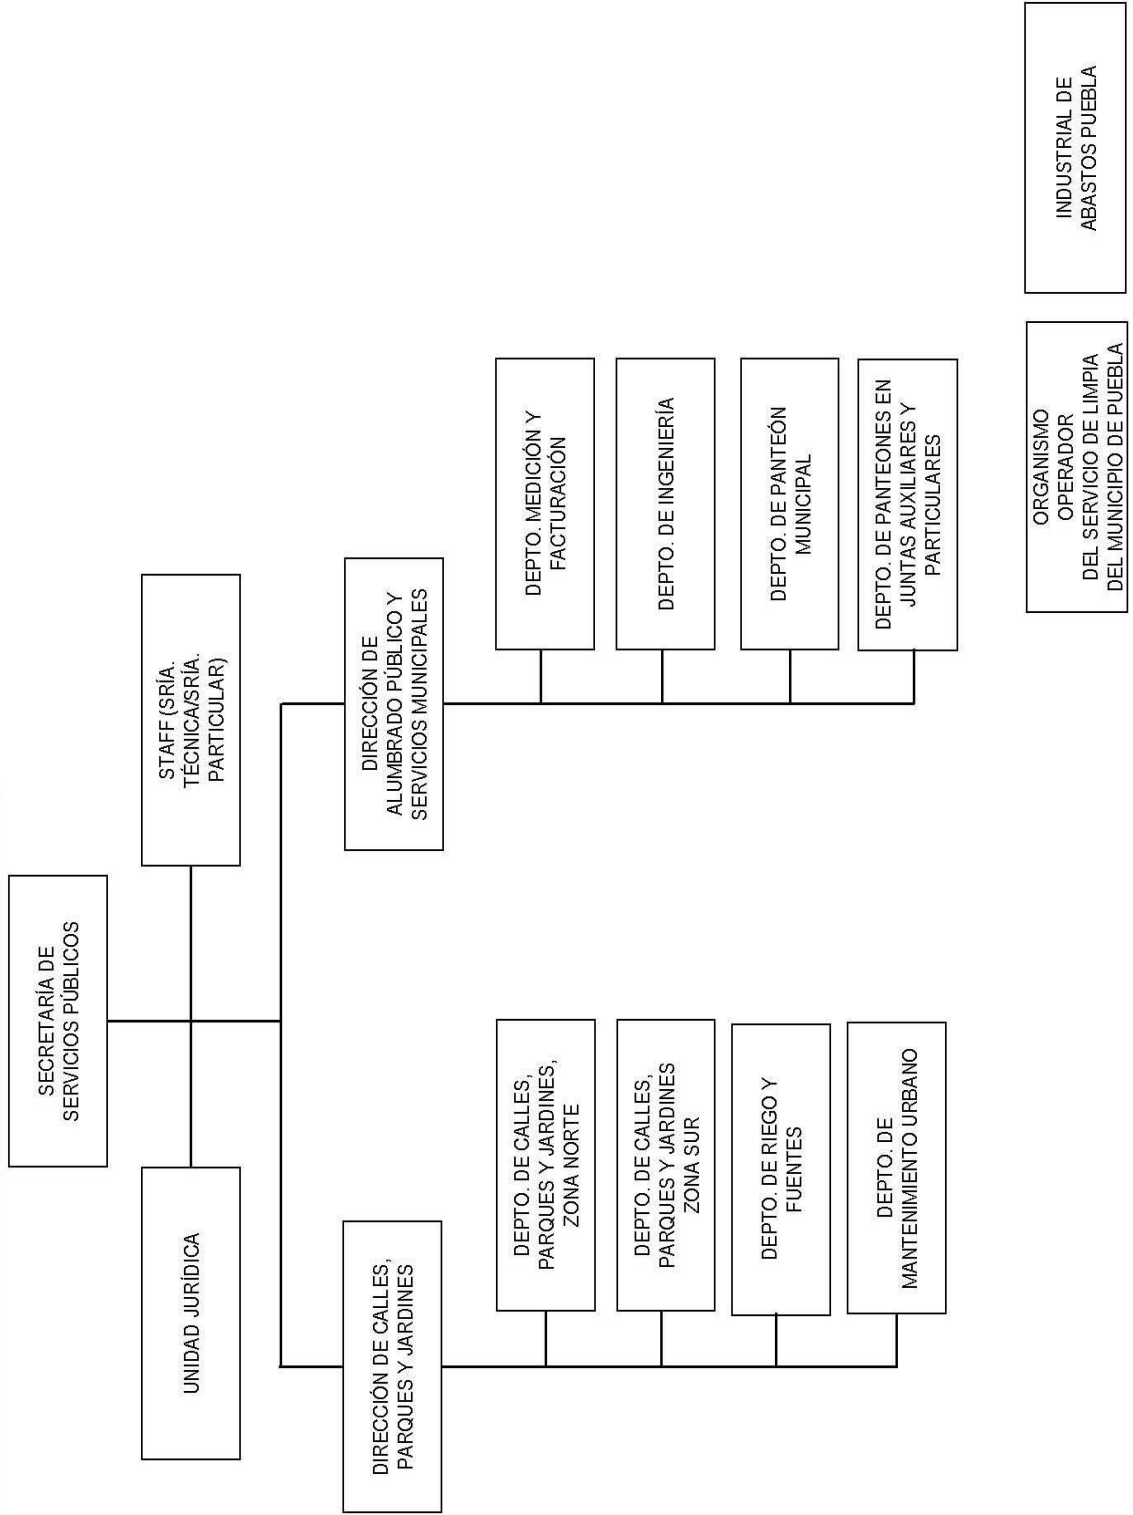 SECRETARÍA DE
SERVICIOS PÚBLICOS
UNIDAD JURÍDICA
STAFF (SRÍA.
TÉCNICA/SRÍA.
PARTICULAR)
DIRECCIÓN DE CALLES,
PARQUES Y JARDINES
DIRECCIÓN DE
ALUMBRADO PÚBLICO Y
SERVICIOS MUNICIPALES
DEPTO. DE CALLES,
PARQUES Y JARDINES,
ZONA NORTE
DEPTO. DE CALLES,
PARQUES Y JARDINES
ZONA SUR
DEPTO. DE RIEGO Y
FUENTES
DEPTO. DE
MANTENIMIENTO URBANO
DEPTO. MEDICIÓN Y
FACTURACIÓN
DEPTO. DE INGENIERÍA
DEPTO. DE PANTEÓN
MUNICIPAL
DEPTO. DE PANTEONES EN
JUNTAS AUXILIARES Y
PARTICULARES
ORGANISMO
OPERADOR
DEL SERVICIO DE LIMPIA
DEL MUNICIPIO DE PUEBLA
INDUSTRIAL DE
ABASTOS PUEBLA